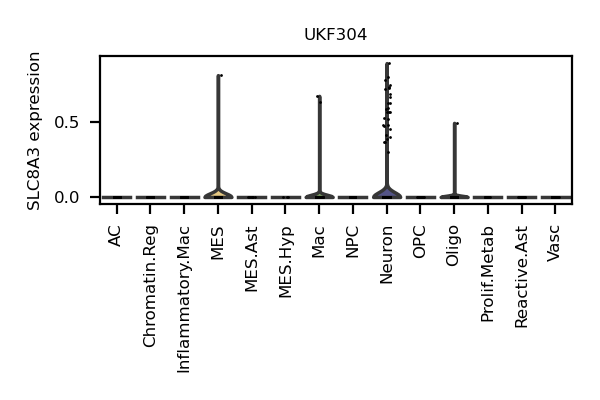 UKF304
SLC8A3 expression
0.5
0.0
AC
Chromatin.Reg
Inflammatory.Mac
MES
MES.Ast
MES.Hyp
Mac
NPC
Neuron
OPC
Oligo
Prolif.Metab
Reactive.Ast
Vasc